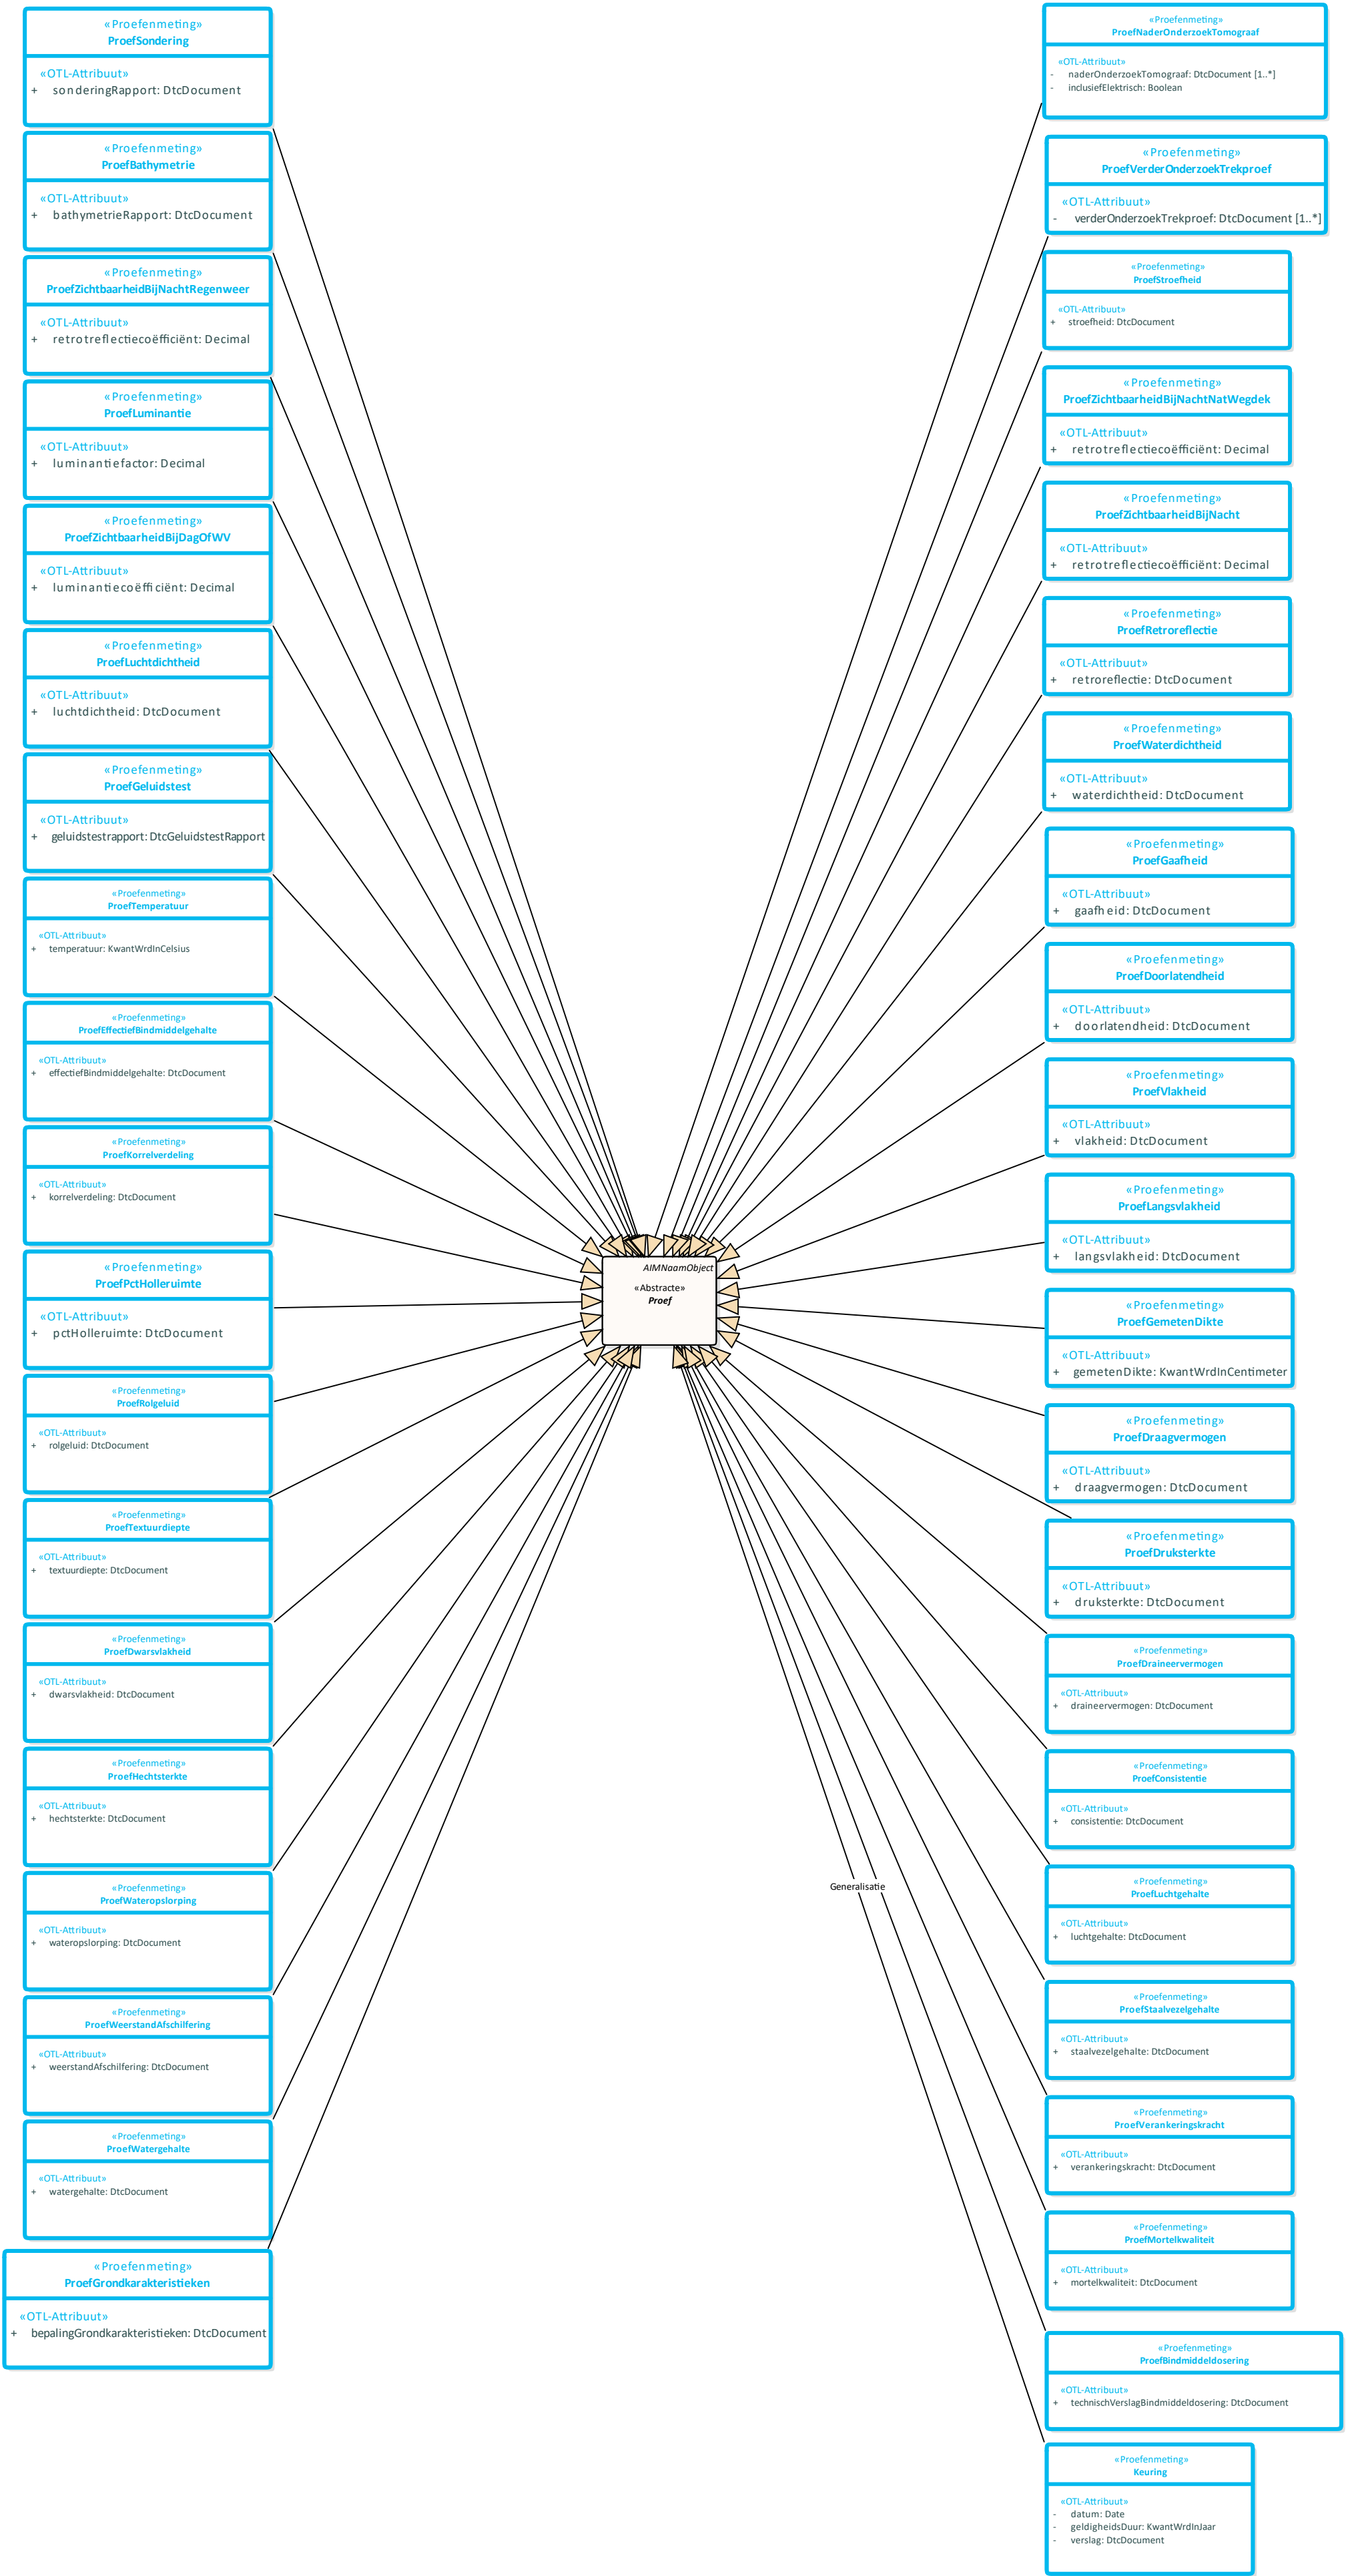 «Proefenmeting»
ProefSondering
«OTL-Attribuut»
+ sonderingRapport: DtcDocument
«Proefenmeting»
ProefBathymetrie
«OTL-Attribuut»
+ bathymetrieRapport: DtcDocument
«Proefenmeting»
ProefZichtbaarheidBijNachtRegenweer
«OTL-Attribuut»
+ retrotreflectiecoëfficiënt: Decimal
«Proefenmeting»
ProefLuminantie
«OTL-Attribuut»
+ luminantiefactor: Decimal
«Proefenmeting»
ProefZichtbaarheidBijDagOfWV
«OTL-Attribuut»
+ luminantiecoëfficiënt: Decimal
«Proefenmeting»
ProefLuchtdichtheid
«OTL-Attribuut»
+ luchtdichtheid: DtcDocument
«Proefenmeting»
ProefGeluidstest
«OTL-Attribuut»
+ geluidstestrapport: DtcGeluidstestRapport
«Proefenmeting»
ProefTemperatuur
«OTL-Attribuut»
+ temperatuur: KwantWrdInCelsius
«Proefenmeting»
ProefEffectiefBindmiddelgehalte
«OTL-Attribuut»
+ effectiefBindmiddelgehalte: DtcDocument
«Proefenmeting»
ProefKorrelverdeling
«OTL-Attribuut»
+ korrelverdeling: DtcDocument
«Proefenmeting»
ProefPctHolleruimte
«OTL-Attribuut»
+ pctHolleruimte: DtcDocument
«Proefenmeting»
ProefRolgeluid
«OTL-Attribuut»
+ rolgeluid: DtcDocument
«Proefenmeting»
ProefTextuurdiepte
«OTL-Attribuut»
+ textuurdiepte: DtcDocument
«Proefenmeting»
ProefDwarsvlakheid
«OTL-Attribuut»
+ dwarsvlakheid: DtcDocument
«Proefenmeting»
ProefHechtsterkte
«OTL-Attribuut»
+ hechtsterkte: DtcDocument
«Proefenmeting»
ProefWateropslorping
«OTL-Attribuut»
+ wateropslorping: DtcDocument
«Proefenmeting»
ProefWeerstandAfschilfering
«OTL-Attribuut»
+ weerstandAfschilfering: DtcDocument
«Proefenmeting»
ProefWatergehalte
«OTL-Attribuut»
+ watergehalte: DtcDocument
«Proefenmeting»
ProefGrondkarakteristieken
«OTL-Attribuut»
+ bepalingGrondkarakteristieken: DtcDocument
AIMNaamObject
«Abstracte»
Proef
Generalisatie
«Proefenmeting»
ProefNaderOnderzoekTomograaf
«OTL-Attribuut»
- naderOnderzoekTomograaf: DtcDocument [1..*]
- inclusiefElektrisch: Boolean
«Proefenmeting»
ProefVerderOnderzoekTrekproef
«OTL-Attribuut»
- verderOnderzoekTrekproef: DtcDocument [1..*]
«Proefenmeting»
ProefStroefheid
«OTL-Attribuut»
+ stroefheid: DtcDocument
«Proefenmeting»
ProefZichtbaarheidBijNachtNatWegdek
«OTL-Attribuut»
+ retrotreflectiecoëfficiënt: Decimal
«Proefenmeting»
ProefZichtbaarheidBijNacht
«OTL-Attribuut»
+ retrotreflectiecoëfficiënt: Decimal
«Proefenmeting»
ProefRetroreflectie
«OTL-Attribuut»
+ retroreflectie: DtcDocument
«Proefenmeting»
ProefWaterdichtheid
«OTL-Attribuut»
+ waterdichtheid: DtcDocument
«Proefenmeting»
ProefGaafheid
«OTL-Attribuut»
+ gaafheid: DtcDocument
«Proefenmeting»
ProefDoorlatendheid
«OTL-Attribuut»
+ doorlatendheid: DtcDocument
«Proefenmeting»
ProefVlakheid
«OTL-Attribuut»
+ vlakheid: DtcDocument
«Proefenmeting»
ProefLangsvlakheid
«OTL-Attribuut»
+ langsvlakheid: DtcDocument
«Proefenmeting»
ProefGemetenDikte
«OTL-Attribuut»
+ gemetenDikte: KwantWrdInCentimeter
«Proefenmeting»
ProefDraagvermogen
«OTL-Attribuut»
+ draagvermogen: DtcDocument
«Proefenmeting»
ProefDruksterkte
«OTL-Attribuut»
+ druksterkte: DtcDocument
«Proefenmeting»
ProefDraineervermogen
«OTL-Attribuut»
+ draineervermogen: DtcDocument
«Proefenmeting»
ProefConsistentie
«OTL-Attribuut»
+ consistentie: DtcDocument
«Proefenmeting»
ProefLuchtgehalte
«OTL-Attribuut»
+ luchtgehalte: DtcDocument
«Proefenmeting»
ProefStaalvezelgehalte
«OTL-Attribuut»
+ staalvezelgehalte: DtcDocument
«Proefenmeting»
ProefVerankeringskracht
«OTL-Attribuut»
+ verankeringskracht: DtcDocument
«Proefenmeting»
ProefMortelkwaliteit
«OTL-Attribuut»
+ mortelkwaliteit: DtcDocument
«Proefenmeting»
ProefBindmiddeldosering
«OTL-Attribuut»
+ technischVerslagBindmiddeldosering: DtcDocument
«Proefenmeting»
Keuring
«OTL-Attribuut»
- datum: Date
- geldigheidsDuur: KwantWrdInJaar
- verslag: DtcDocument